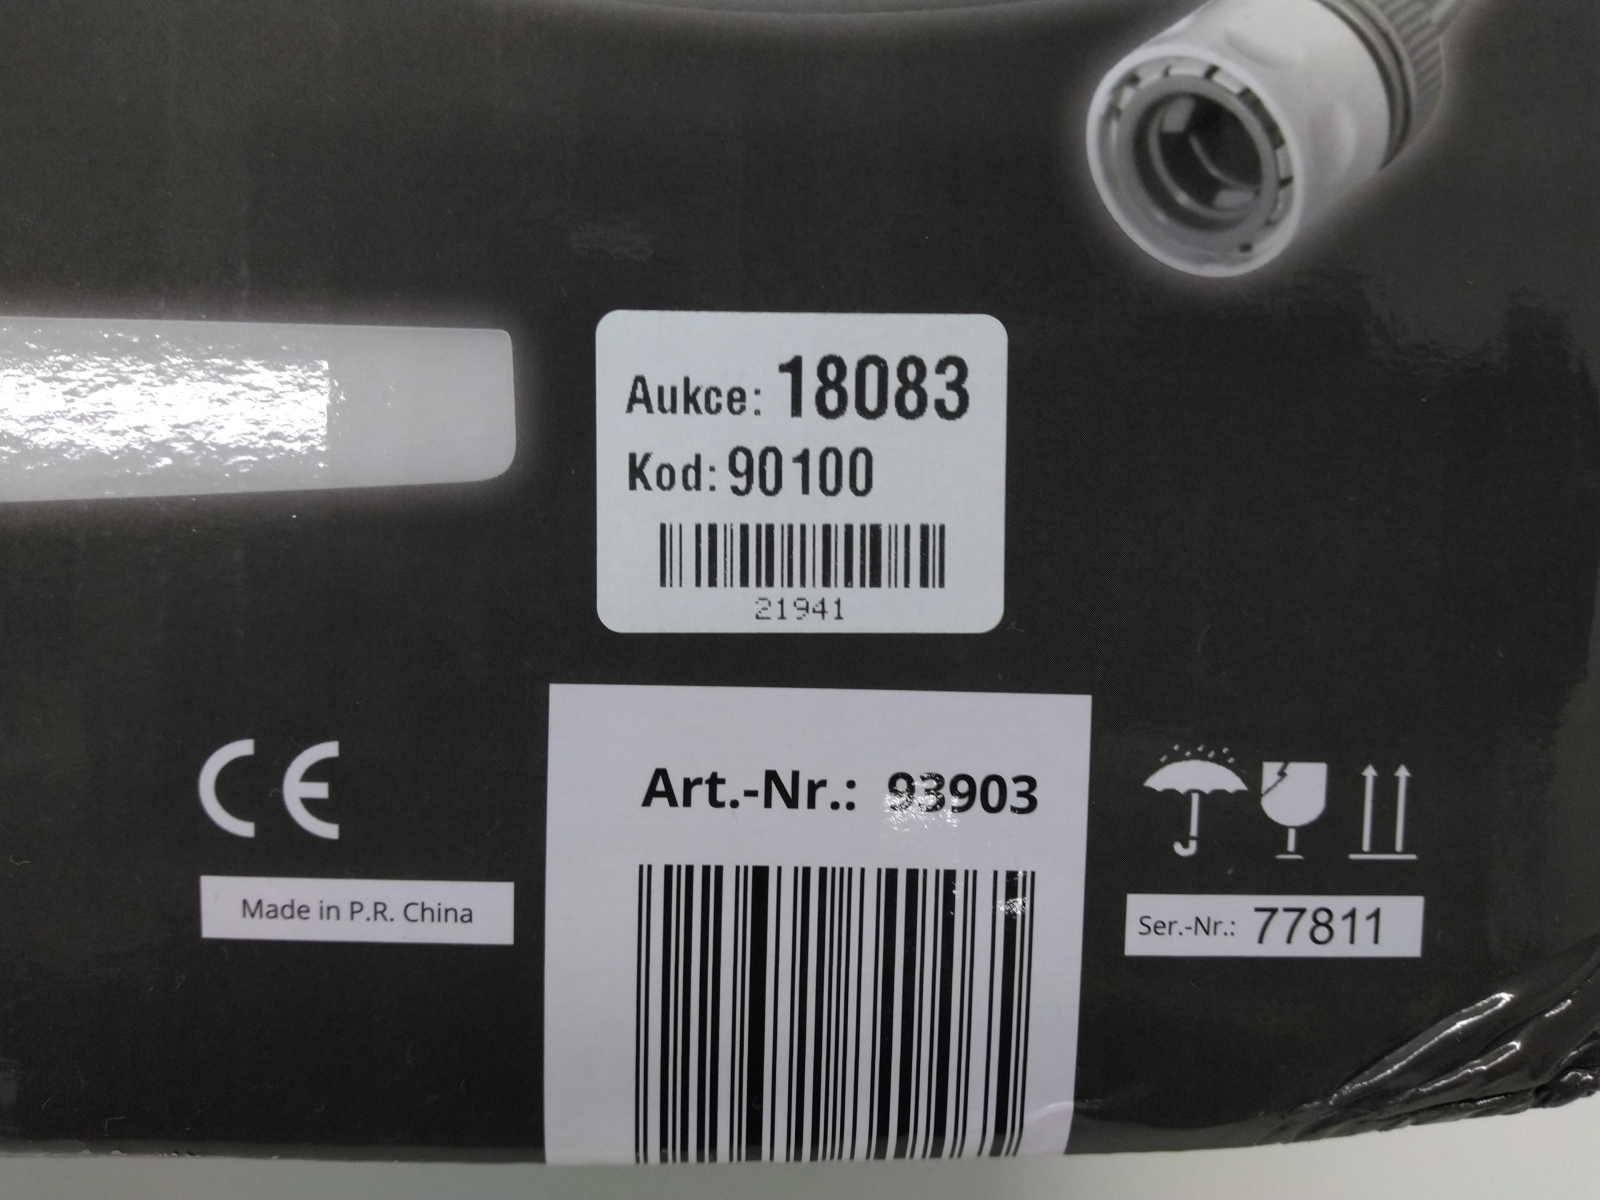 Aukce: 18083
Kod: 90100
21941
CE
Art.-Nr.: 93903
Made in P.R. China
Ser.-Nr.: 77811